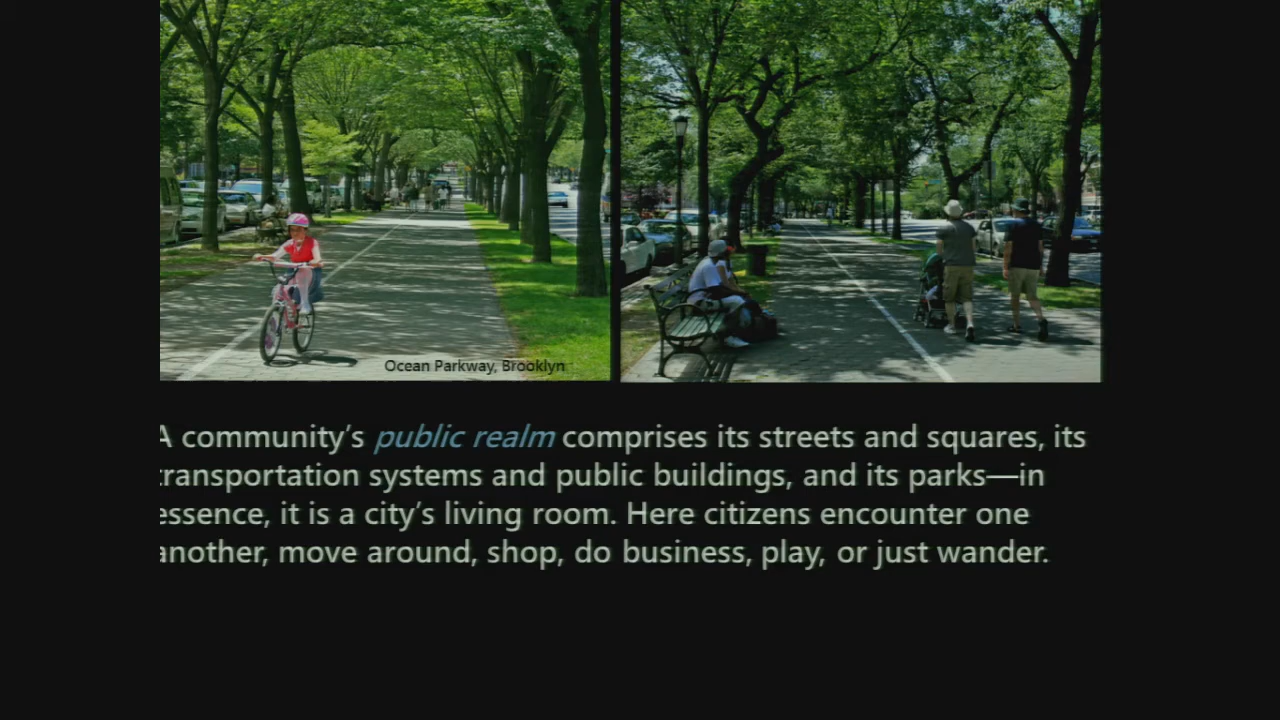 Ocean Parkway, Brooklyn
A community's public realm comprises its streets and squares, its
transportation systems and public buildings, and its parks—in
essence, it is a city's living room. Here citizens encounter one
another, move around, shop, do business, play, or just wander.